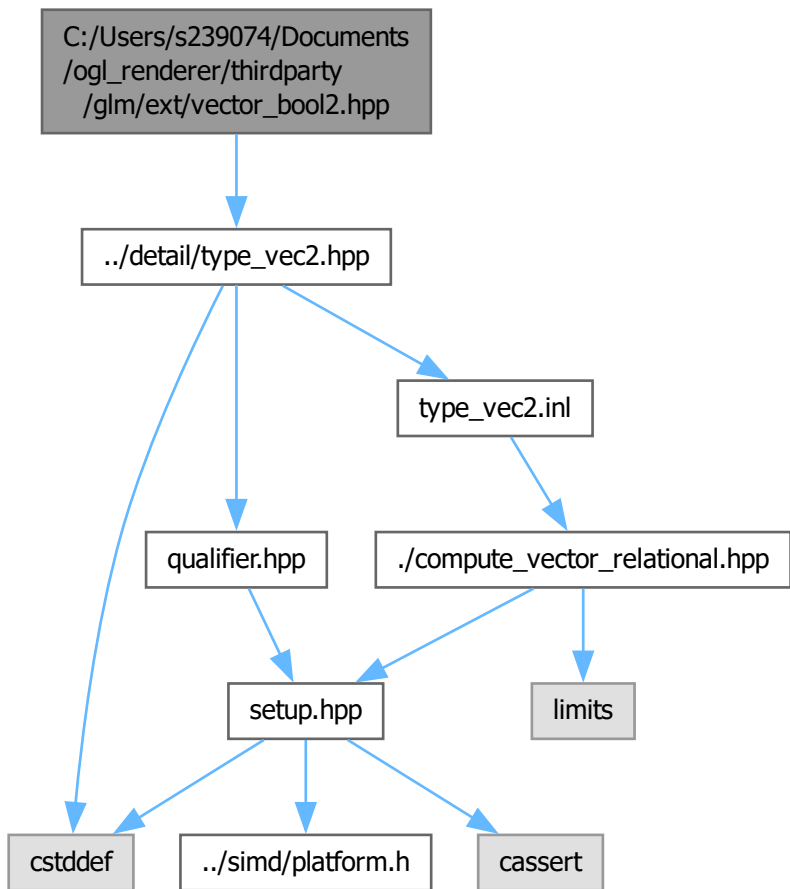 C:/Users/s239074/Documents
/ogl_renderer/thirdparty
/glm/ext/vector_bool2.hpp
../detail/type_vec2.hpp
type_vec2.inl
qualifier.hpp
./compute_vector_relational.hpp
setup.hpp
limits
cstddef
../simd/platform.h
cassert